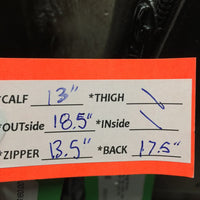 *CALF 13" *THIGH \
*OUTside 18.5" *INside \
*ZIPPER 13.5" *BACK 17.5"